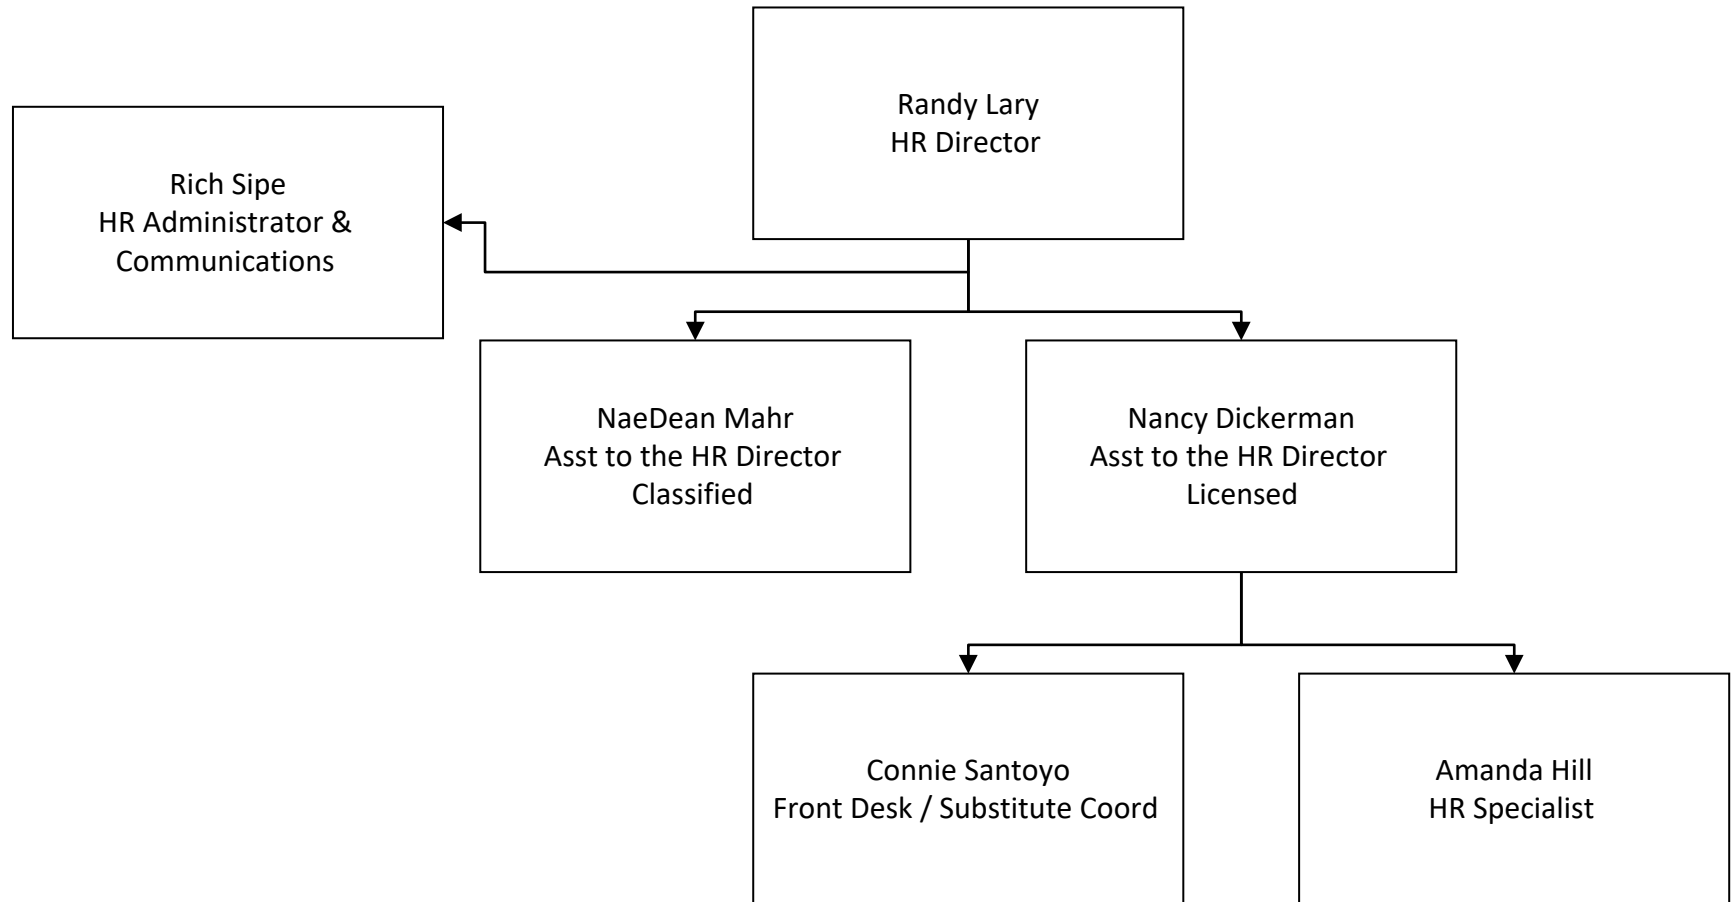 Randy Lary
HR Director
Rich Sipe
HR Administrator &
Communications
NaeDean Mahr
Asst to the HR Director
Classified
Nancy Dickerman
Asst to the HR Director
Licensed
Connie Santoyo
Front Desk / Substitute Coord
Amanda Hill
HR Specialist